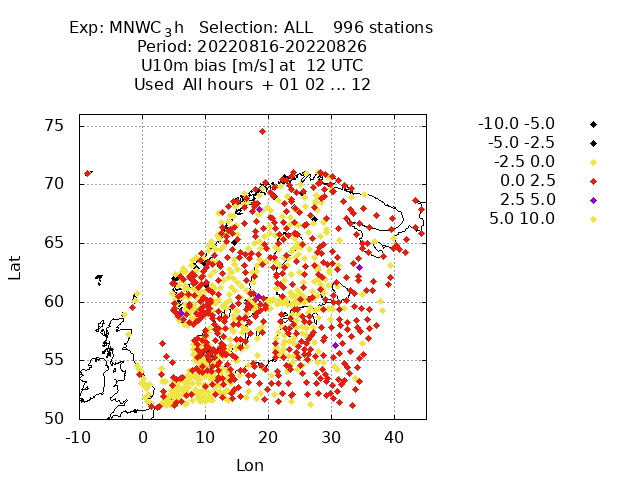 Exp: MNWC_3h   Selection: ALL    996 stations
Period: 20220816-20220826
U10m bias [m/s] at  12 UTC
Used  All hours  + 01 02 ... 12
-10.0 -5.0
-5.0 -2.5
-2.5 0.0
0.0 2.5
2.5 5.0
5.0 10.0
75
70
65
60
55
50
Lat
-10 0 10 20 30 40
Lon